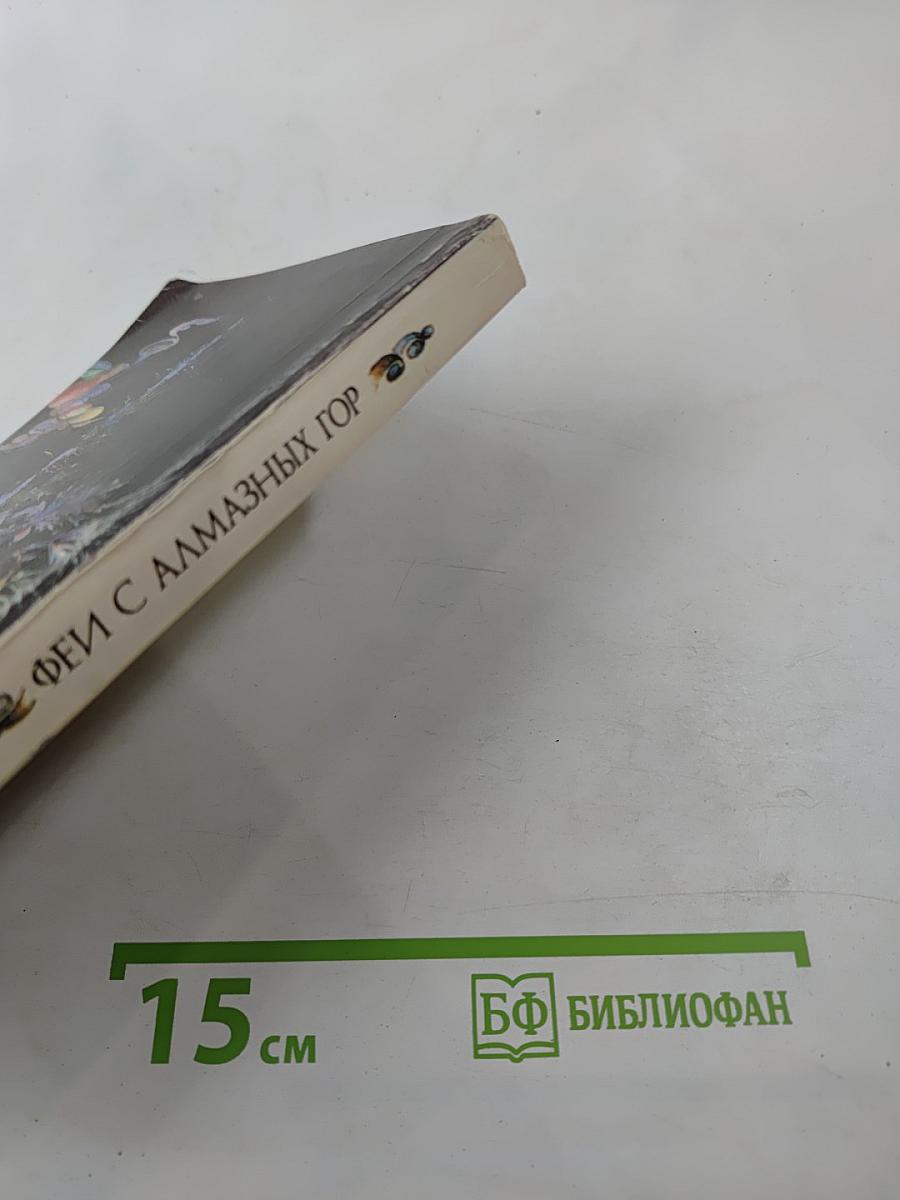 ФЕИ С АЛМАЗНЫХ ГОР
15 см
БФ БИБЛИОФАН